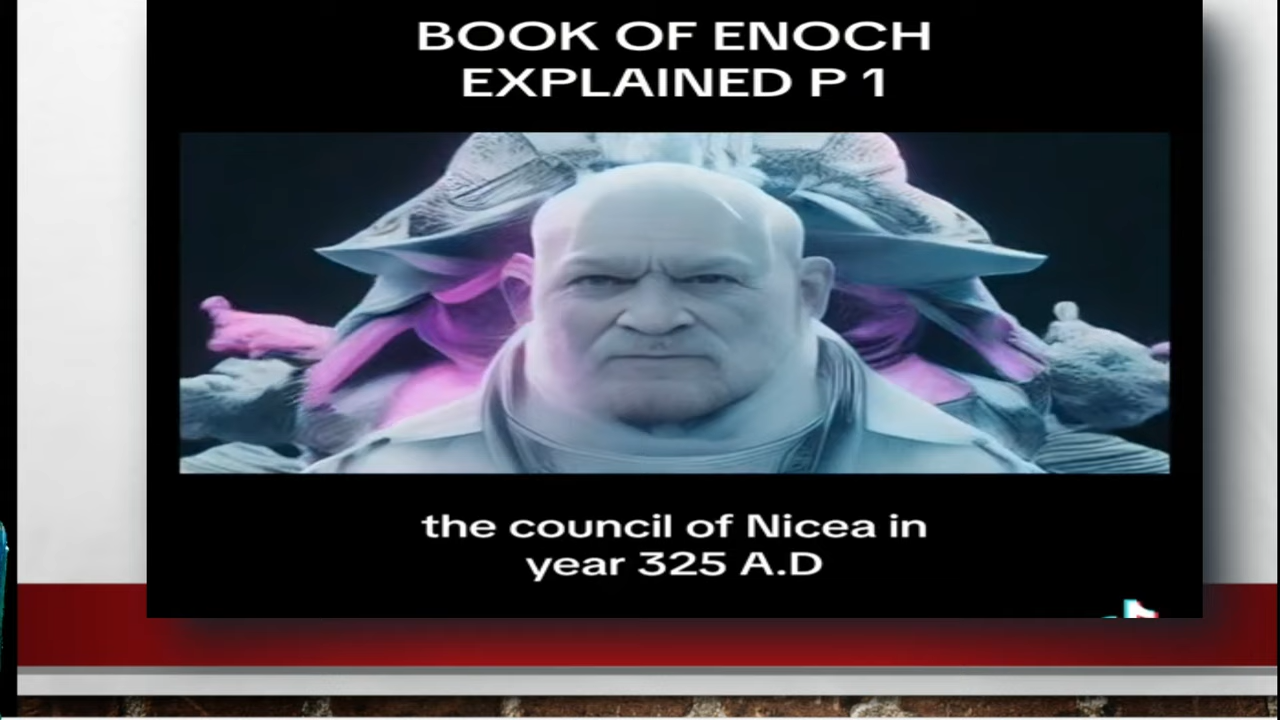 BOOK OF ENOCH
EXPLAINED P 1
the council of Nicea in
year 325 A.D